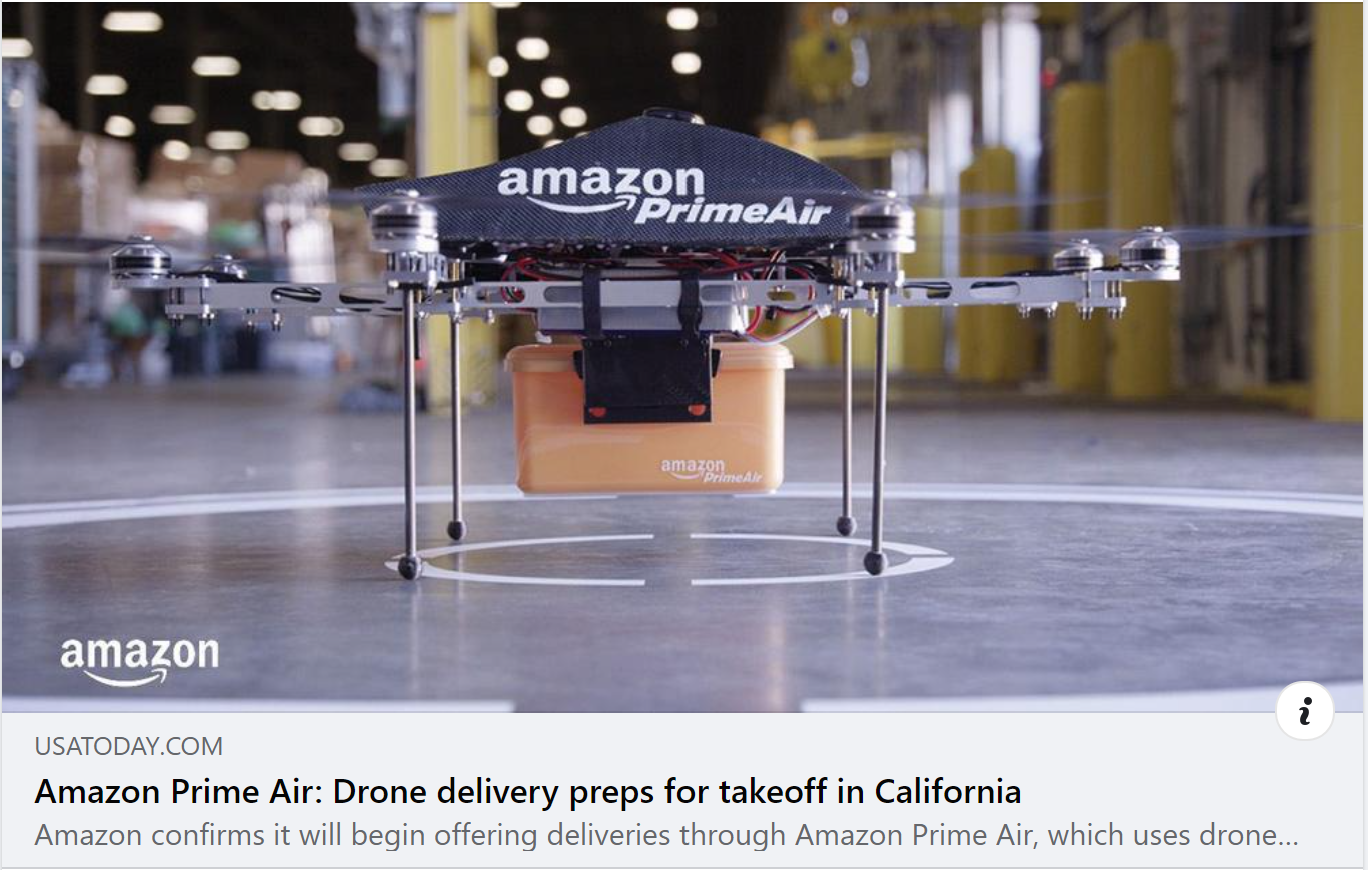 amazon
PrimeAir
amazon
PrimeAir
amazon
i
USATODAY.COM
Amazon Prime Air: Drone delivery preps for takeoff in California
Amazon confirms it will begin offering deliveries through Amazon Prime Air, which uses drone...